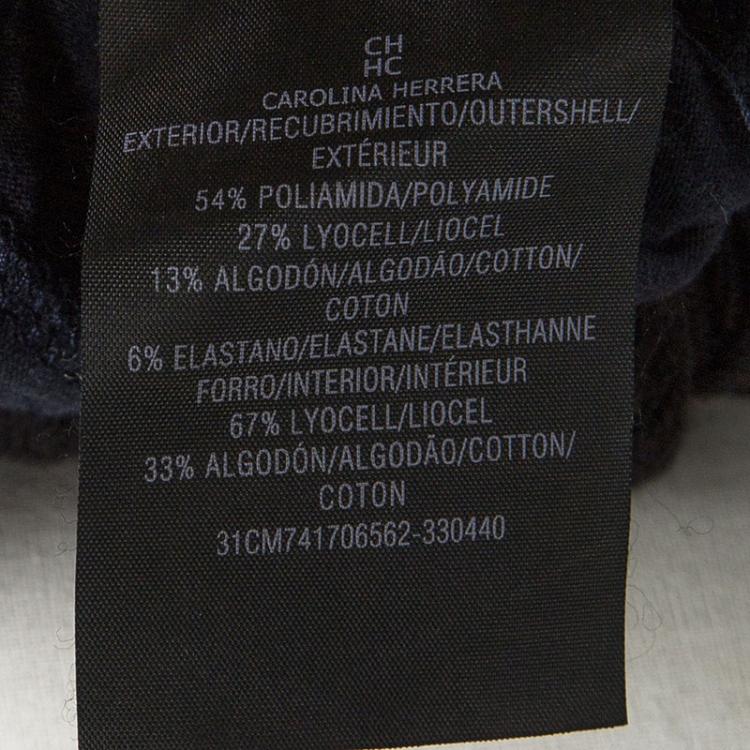 CH
HC
CAROLINA HERRERA
EXTERIOR/RECUBRIMIENTO/OUTERSHELL/
EXTÉRIEUR
54% POLIAMIDA/POLYAMIDE
27% LYOCELL/LIOCEL
13% ALGODÓN/ALGODÃO/COTTON/
COTON
6% ELASTANO/ELASTANE/ELASTHANNE
FORRO/INTERIOR/INTÉRIEUR
67% LYOCELL/LIOCEL
33% ALGODÓN/ALGODÃO/COTTON/
COTON
31CM741706562-330440